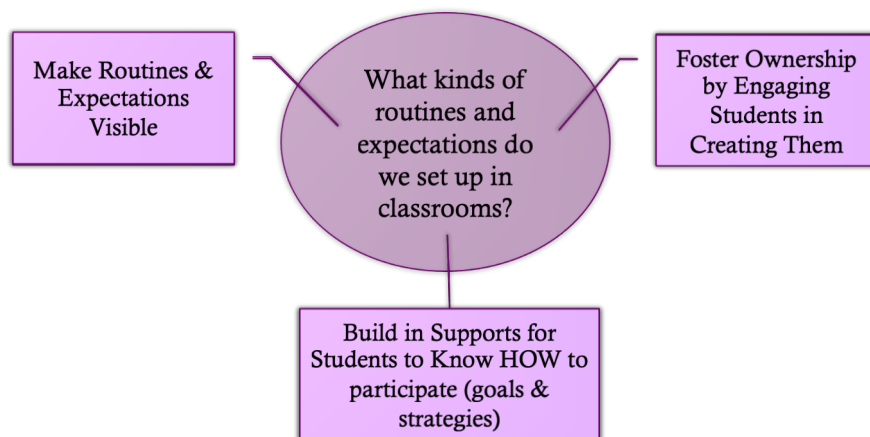 Make Routines &
Expectations
Visible
What kinds of
routines and
expectations do
we set up in
classrooms?
Foster Ownership
by Engaging
Students in
Creating Them
Build in Supports for
Students to Know HOW to
participate (goals &
strategies)